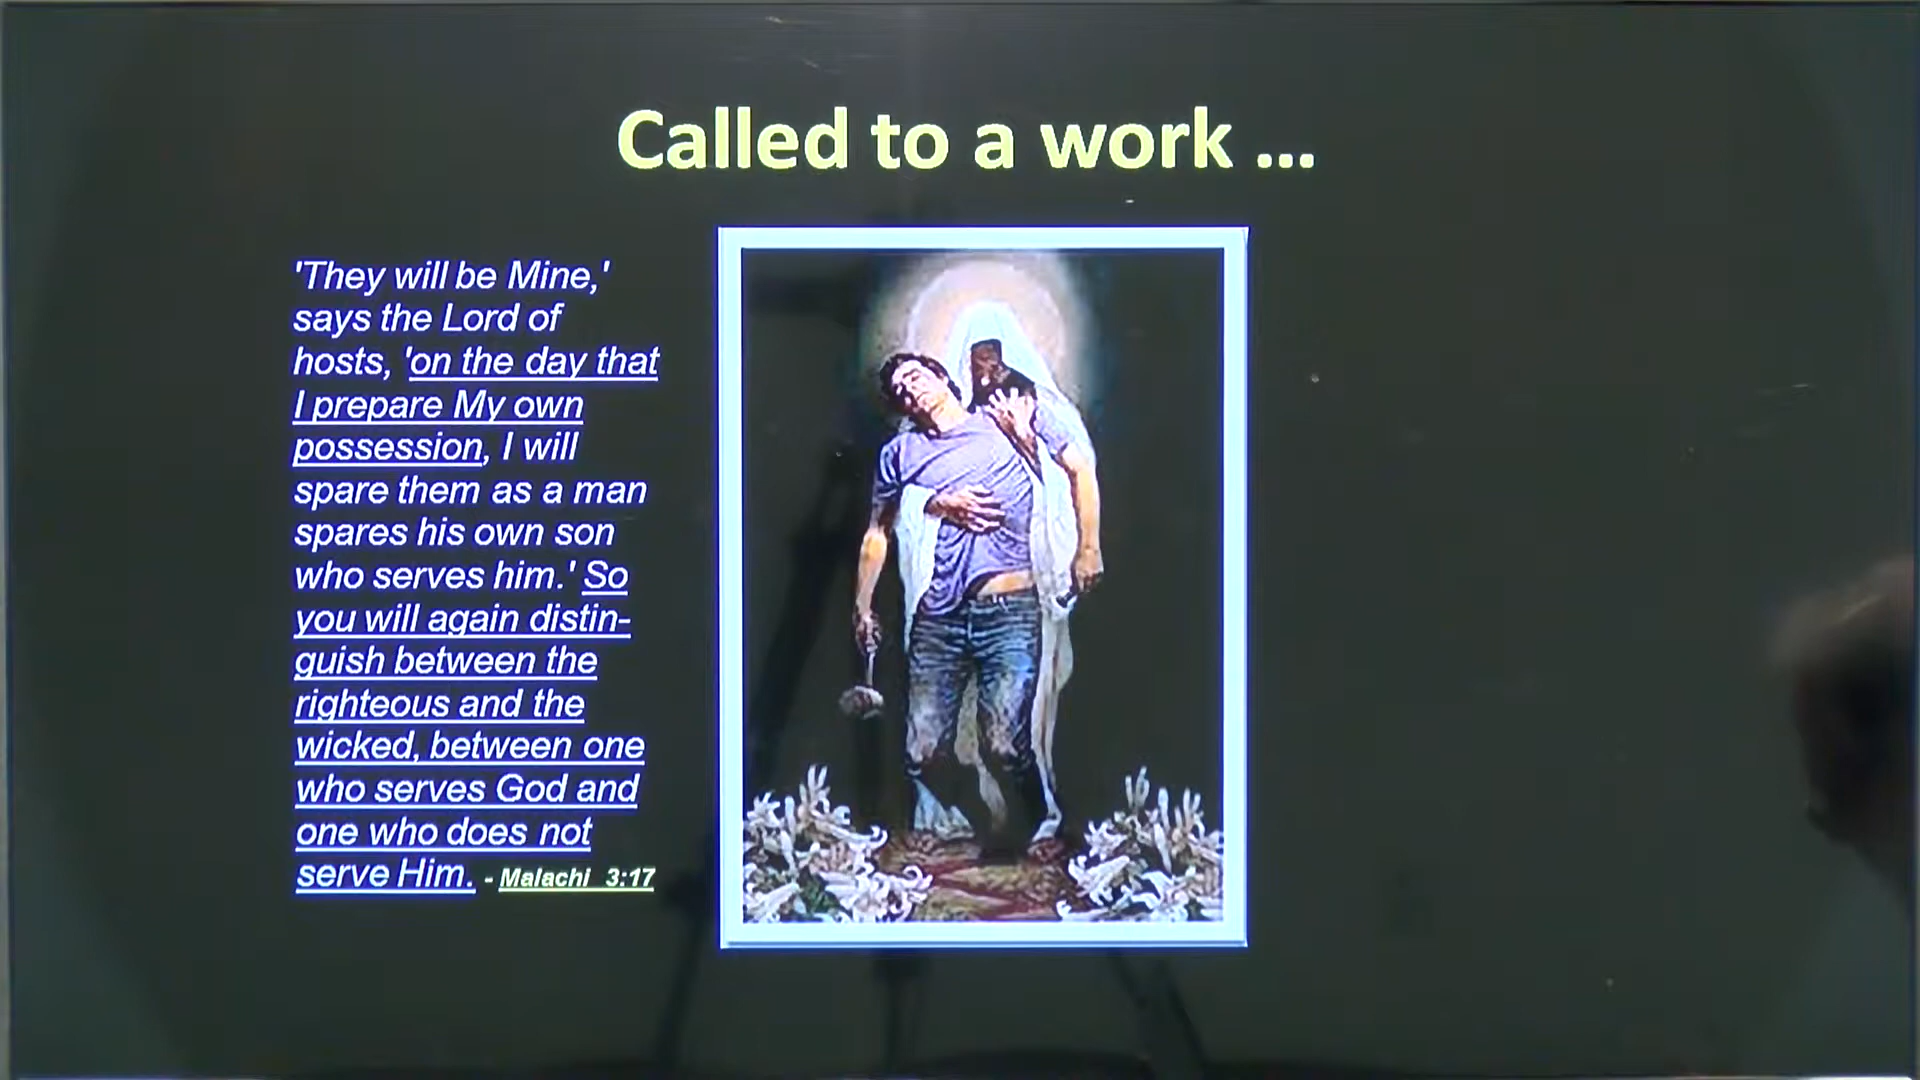 Called to a work ...
'They will be Mine,'
says the Lord of
hosts, 'on the day that
I prepare My own
possession, I will
spare them as a man
spares his own son
who serves him.' So
you will again distin-
guish between the
righteous and the
wicked, between one
who serves God and
one who does not
serve Him. - Malachi 3:17